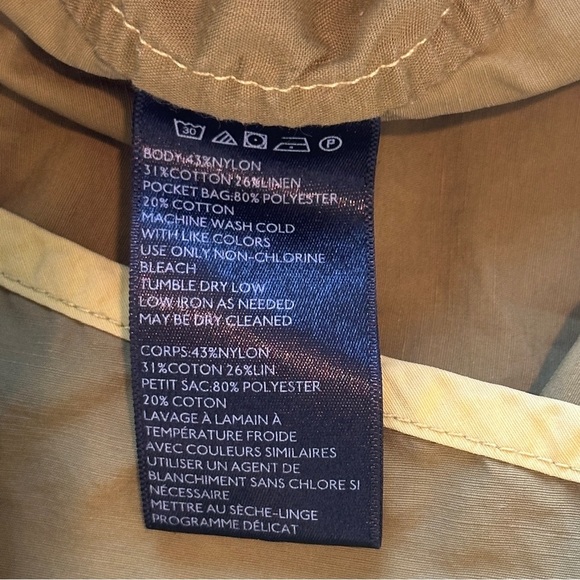 30 P
BODY:43%NYLON
31%COTTON 26%LINEN
POCKET BAG:80% POLYESTER
20% COTTON
MACHINE WASH COLD
WITH LIKE COLORS
USE ONLY NON-CHLORINE
BLEACH
TUMBLE DRY LOW
LOW IRON AS NEEDED
MAY BE DRY CLEANED
CORPS:43%NYLON
31%COTON 26%LIN.
PETIT SAC:80% POLYESTER
20% COTON
LAVAGE À LAMAIN À
TEMPÉRATURE FROIDE
AVEC COULEURS SIMILAIRES
UTILISER UN AGENT DE
BLANCHIMENT SANS CHLORE SI
NÉCESSAIRE
METTRE AU SÈCHE-LINGE
PROGRAMME DÉLICAT